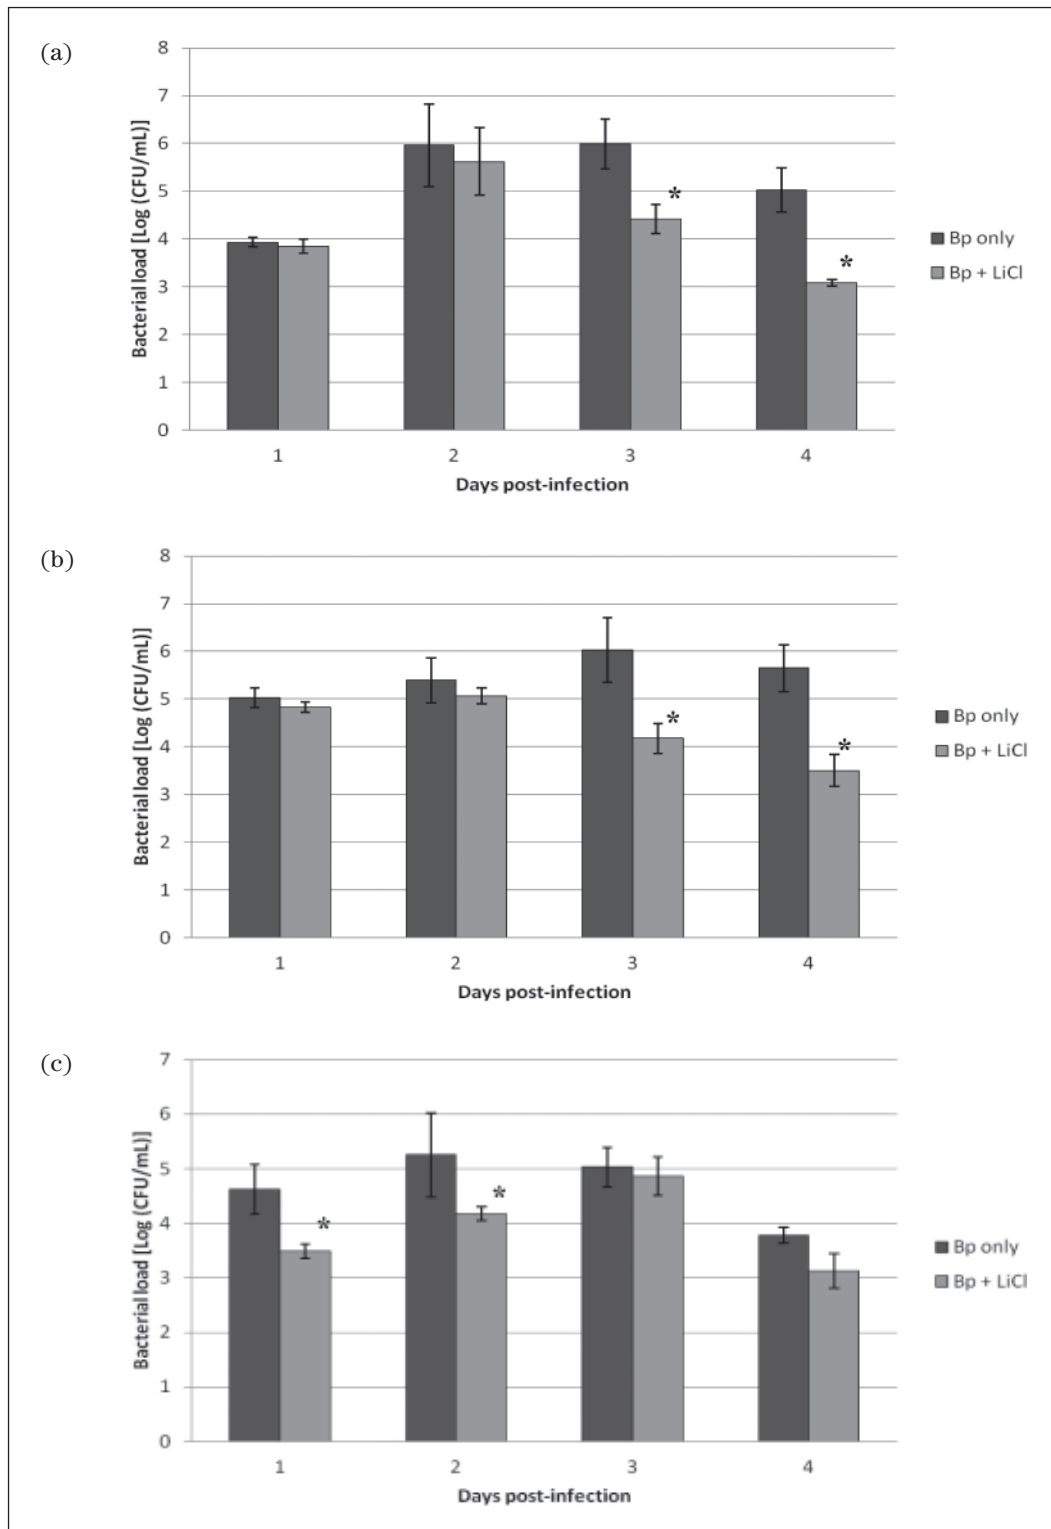 (a)
8
7
6
5
4
3
2
1
0
Bacterial load [Log (CFU/mL)]
*
*
1 2 3 4
Days post-infection
Bp only
Bp + LiCl
(b)
8
7
6
5
4
3
2
1
0
Bacterial load [Log (CFU/mL)]
*
*
1 2 3 4
Days post-infection
Bp only
Bp + LiCl
(c)
7
6
5
4
3
2
1
0
Bacterial load [Log (CFU/mL)]
*
*
1 2 3 4
Days post-infection
Bp only
Bp + LiCl